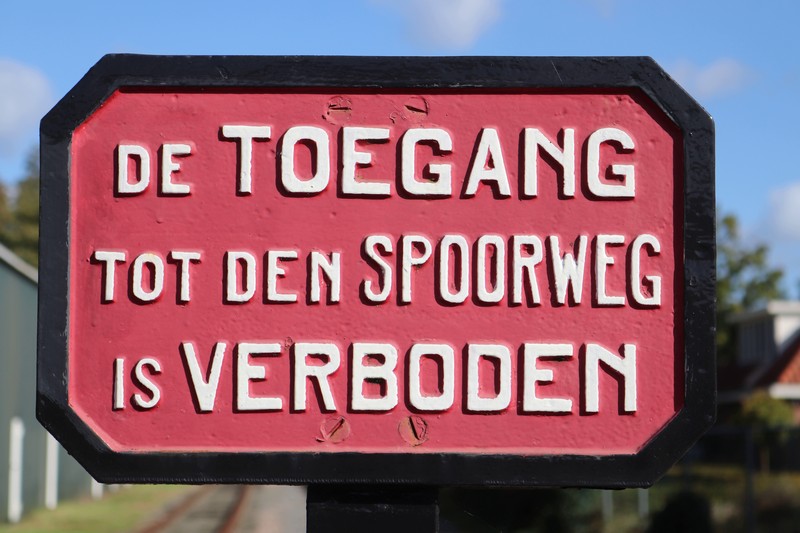 DE TOEGANG
TOT DEN SPOORWEG
IS VERBODEN